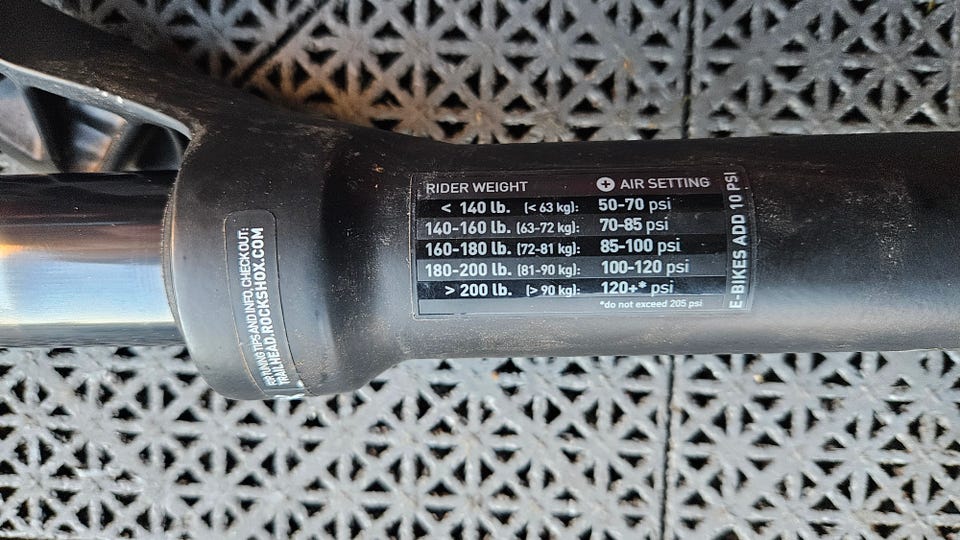 RIDER WEIGHT + AIR SETTING
< 140 lb. (< 63 kg): 50-70 psi
140-160 lb. (63-72 kg): 70-85 psi
160-180 lb. (72-81 kg): 85-100 psi
180-200 lb. (81-90 kg): 100-120 psi
> 200 lb. (> 90 kg): 120+* psi
*do not exceed 205 psi
E-BIKES ADD 10 PSI
FOR TUNING TIPS AND INFO, CHECK OUT:
TRAILHEAD.ROCKSHOX.COM